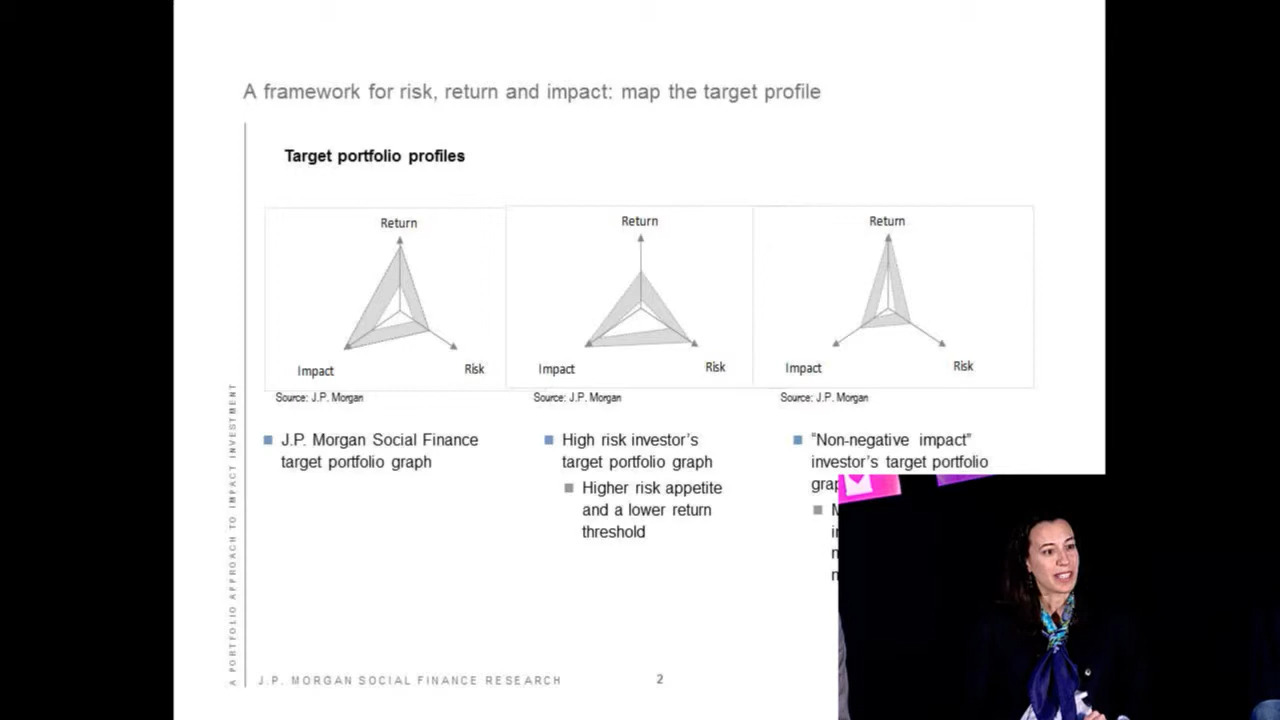 A framework for risk, return and impact: map the target profile
Target portfolio profiles
Return
Impact
Risk
Source: J.P. Morgan
Return
Impact
Risk
Source: J.P. Morgan
Return
Impact
Risk
Source: J.P. Morgan
J.P. Morgan Social Finance
target portfolio graph
High risk investor's
target portfolio graph
Higher risk appetite
and a lower return
threshold
“Non-negative impact”
investor's target portfolio
A PORTFOLIO APPROACH TO IMPACT INVESTMENT
J.P. MORGAN SOCIAL FINANCE RESEARCH
2